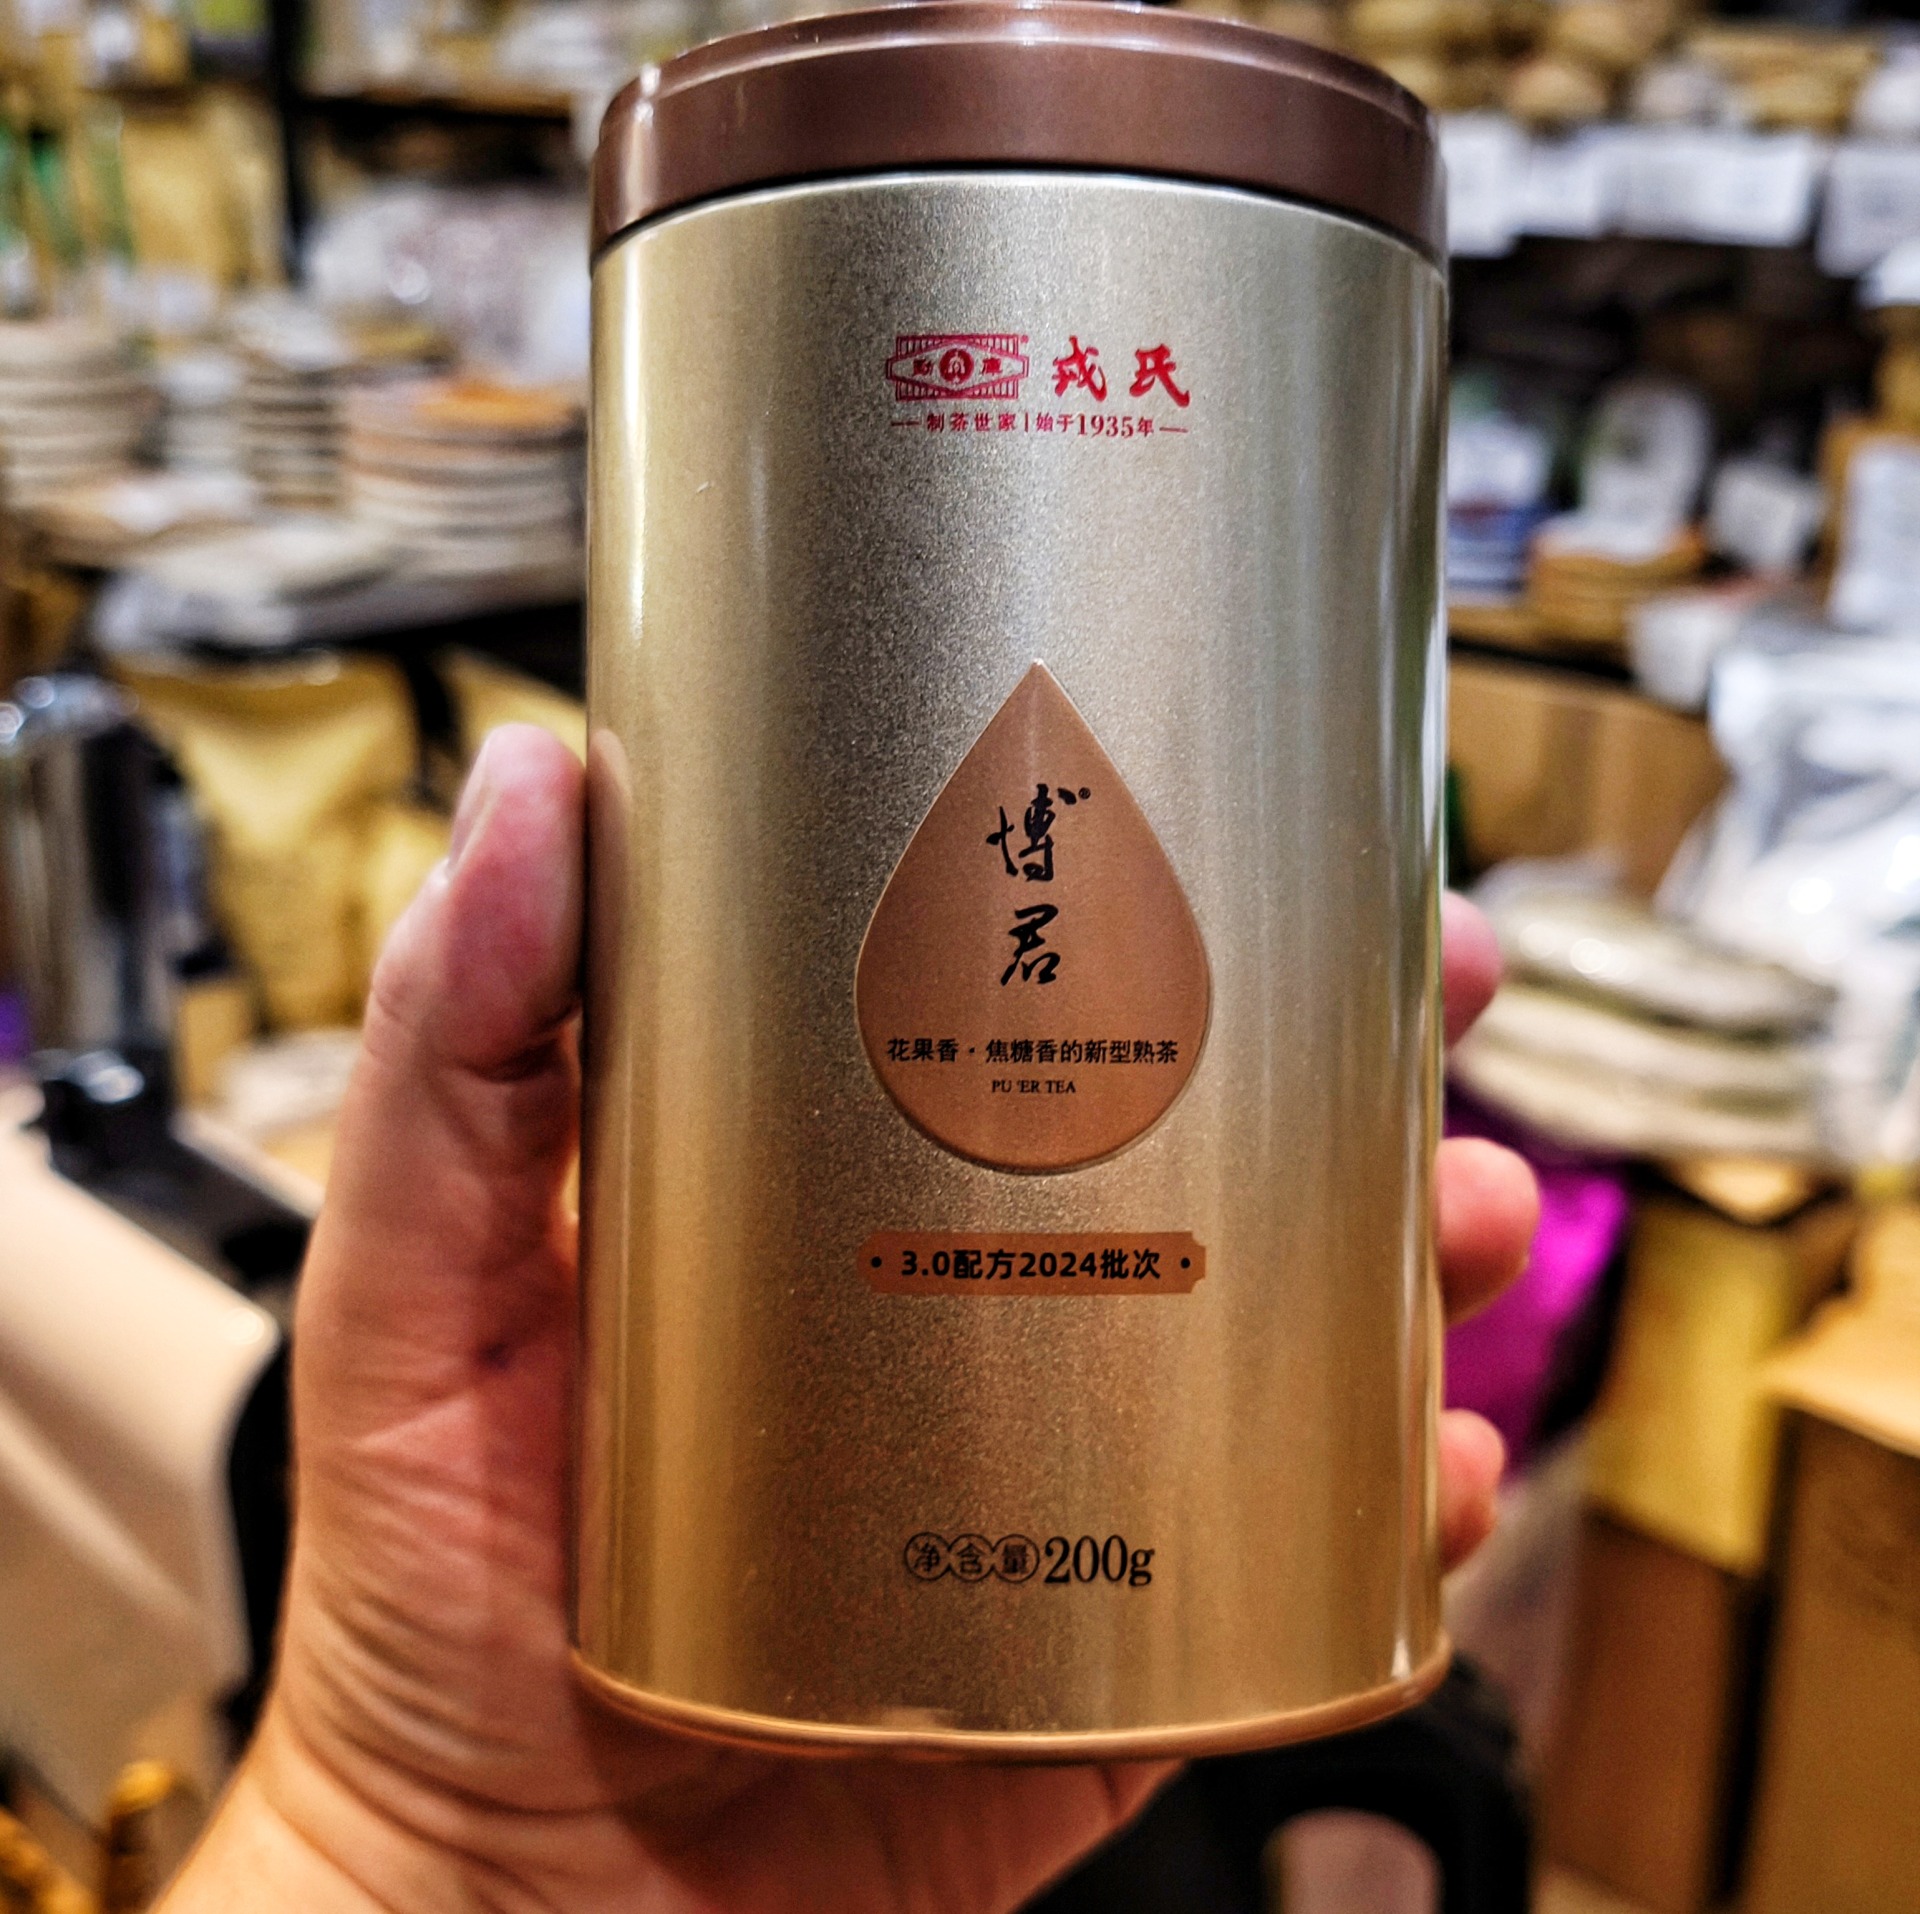 戎氏
制茶世家|始于1935年
博君®
花果香·焦糖香的新型熟茶
PU'ER TEA
·3.0配方2024批次·
净含量200g